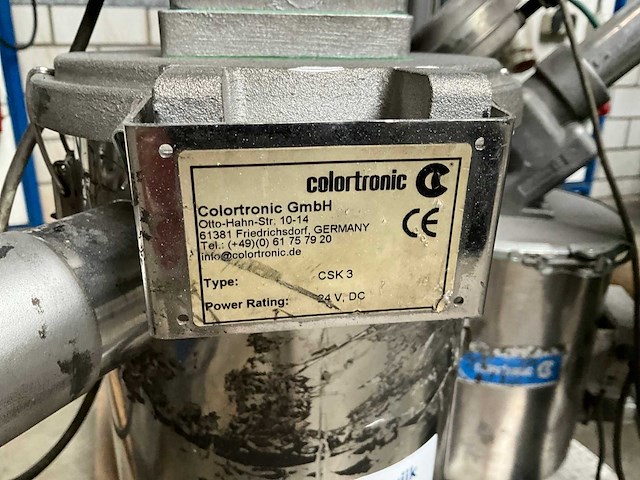 colortronic
Colortronic GmbH
Otto-Hahn-Str. 10-14
61381 Friedrichsdorf, GERMANY
Tel.: (+49)(0) 61 75 79 20
info@colortronic.de
CE
Type: CSK 3
Power Rating: 24 V, DC